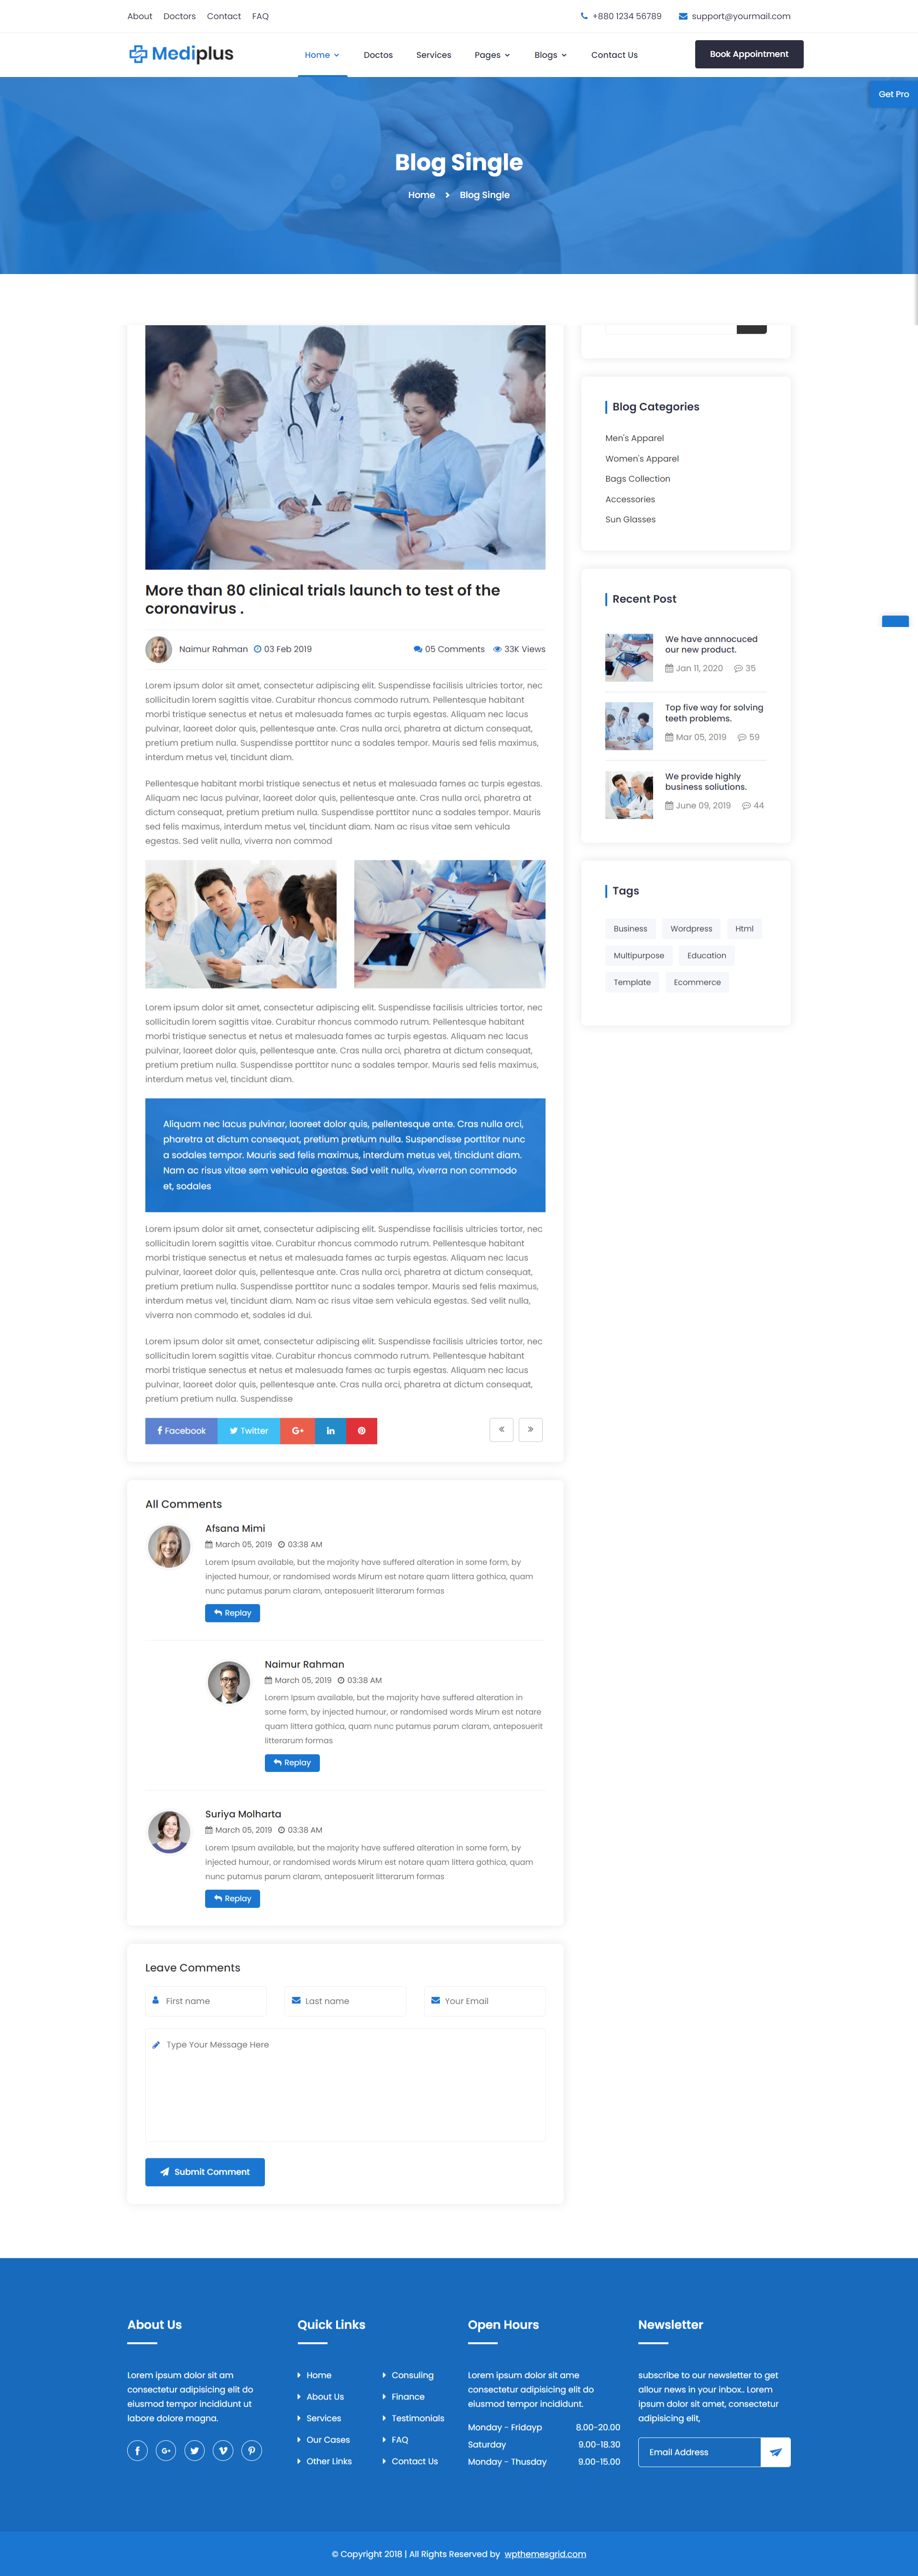 About Doctors Contact FAQ
+880 1234 56789 support@yourmail.com
Mediplus
Home Doctos Services Pages Blogs Contact Us
Book Appointment
Get Pro
Blog Single
Home Blog Single
More than 80 clinical trials launch to test of the
coronavirus .
Naimur Rahman 03 Feb 2019 05 Comments 33K Views
Lorem ipsum dolor sit amet, consectetur adipiscing elit. Suspendisse facilisis ultricies tortor, nec
sollicitudin lorem sagittis vitae. Curabitur rhoncus commodo rutrum. Pellentesque habitant
morbi tristique senectus et netus et malesuada fames ac turpis egestas. Aliquam nec lacus
pulvinar, laoreet dolor quis, pellentesque ante. Cras nulla orci, pharetra at dictum consequat,
pretium pretium nulla. Suspendisse porttitor nunc a sodales tempor. Mauris sed felis maximus,
interdum metus vel, tincidunt diam.
Pellentesque habitant morbi tristique senectus et netus et malesuada fames ac turpis egestas.
Aliquam nec lacus pulvinar, laoreet dolor quis, pellentesque ante. Cras nulla orci, pharetra at
dictum consequat, pretium pretium nulla. Suspendisse porttitor nunc a sodales tempor. Mauris
sed felis maximus, interdum metus vel, tincidunt diam. Nam ac risus vitae sem vehicula
egestas. Sed velit nulla, viverra non commod
Lorem ipsum dolor sit amet, consectetur adipiscing elit. Suspendisse facilisis ultricies tortor, nec
sollicitudin lorem sagittis vitae. Curabitur rhoncus commodo rutrum. Pellentesque habitant
morbi tristique senectus et netus et malesuada fames ac turpis egestas. Aliquam nec lacus
pulvinar, laoreet dolor quis, pellentesque ante. Cras nulla orci, pharetra at dictum consequat,
pretium pretium nulla. Suspendisse porttitor nunc a sodales tempor. Mauris sed felis maximus,
interdum metus vel, tincidunt diam.
Aliquam nec lacus pulvinar, laoreet dolor quis, pellentesque ante. Cras nulla orci,
pharetra at dictum consequat, pretium pretium nulla. Suspendisse porttitor nunc
a sodales tempor. Mauris sed felis maximus, interdum metus vel, tincidunt diam.
Nam ac risus vitae sem vehicula egestas. Sed velit nulla, viverra non commodo
et, sodales
Lorem ipsum dolor sit amet, consectetur adipiscing elit. Suspendisse facilisis ultricies tortor, nec
sollicitudin lorem sagittis vitae. Curabitur rhoncus commodo rutrum. Pellentesque habitant
morbi tristique senectus et netus et malesuada fames ac turpis egestas. Aliquam nec lacus
pulvinar, laoreet dolor quis, pellentesque ante. Cras nulla orci, pharetra at dictum consequat,
pretium pretium nulla. Suspendisse porttitor nunc a sodales tempor. Mauris sed felis maximus,
interdum metus vel, tincidunt diam. Nam ac risus vitae sem vehicula egestas. Sed velit nulla,
viverra non commodo et, sodales id dui.
Lorem ipsum dolor sit amet, consectetur adipiscing elit. Suspendisse facilisis ultricies tortor, nec
sollicitudin lorem sagittis vitae. Curabitur rhoncus commodo rutrum. Pellentesque habitant
morbi tristique senectus et netus et malesuada fames ac turpis egestas. Aliquam nec lacus
pulvinar, laoreet dolor quis, pellentesque ante. Cras nulla orci, pharetra at dictum consequat,
pretium pretium nulla. Suspendisse
Facebook Twitter
Blog Categories
Men's Apparel
Women's Apparel
Bags Collection
Accessories
Sun Glasses
Recent Post
We have annnocuced
our new product.
Jan 11, 2020 35
Top five way for solving
teeth problems.
Mar 05, 2019 59
We provide highly
business soliutions.
June 09, 2019 44
Tags
Business Wordpress Html
Multipurpose Education
Template Ecommerce
All Comments
Afsana Mimi
March 05, 2019 03:38 AM
Lorem Ipsum available, but the majority have suffered alteration in some form, by
injected humour, or randomised words Mirum est notare quam littera gothica, quam
nunc putamus parum claram, anteposuerit litterarum formas
Replay
Naimur Rahman
March 05, 2019 03:38 AM
Lorem Ipsum available, but the majority have suffered alteration in
some form, by injected humour, or randomised words Mirum est notare
quam littera gothica, quam nunc putamus parum claram, anteposuerit
litterarum formas
Replay
Suriya Molharta
March 05, 2019 03:38 AM
Lorem Ipsum available, but the majority have suffered alteration in some form, by
injected humour, or randomised words Mirum est notare quam littera gothica, quam
nunc putamus parum claram, anteposuerit litterarum formas
Replay
Leave Comments
First name Last name Your Email
Type Your Message Here
Submit Comment
About Us
Lorem ipsum dolor sit am
consectetur adipisicing elit do
eiusmod tempor incididunt ut
labore dolore magna.
Quick Links
Home
About Us
Services
Our Cases
Other Links
Consuling
Finance
Testimonials
FAQ
Contact Us
Open Hours
Lorem ipsum dolor sit ame
consectetur adipisicing elit do
eiusmod tempor incididunt.
Monday - Fridayp 8.00-20.00
Saturday 9.00-18.30
Monday - Thusday 9.00-15.00
Newsletter
subscribe to our newsletter to get
allour news in your inbox.. Lorem
ipsum dolor sit amet, consectetur
adipisicing elit,
Email Address
© Copyright 2018 | All Rights Reserved by wpthemesgrid.com